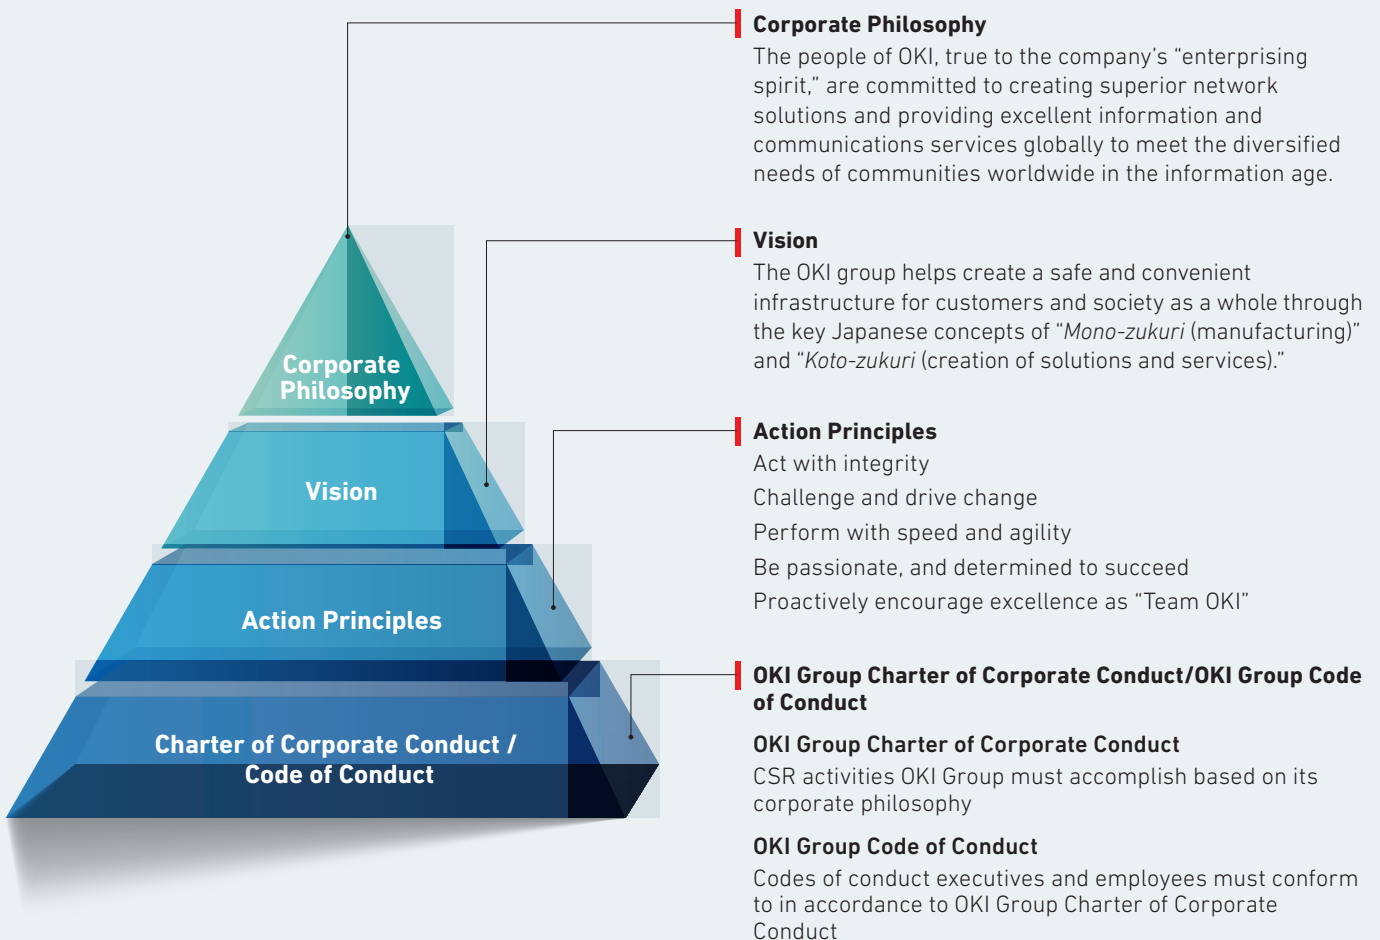 Corporate Philosophy
The people of OKI, true to the company’s “enterprising
spirit,” are committed to creating superior network
solutions and providing excellent information and
communications services globally to meet the diversified
needs of communities worldwide in the information age.
Vision
The OKI group helps create a safe and convenient
infrastructure for customers and society as a whole through
the key Japanese concepts of “Mono-zukuri (manufacturing)”
and “Koto-zukuri (creation of solutions and services).”
Action Principles
Act with integrity
Challenge and drive change
Perform with speed and agility
Be passionate, and determined to succeed
Proactively encourage excellence as “Team OKI”
OKI Group Charter of Corporate Conduct/OKI Group Code
of Conduct
OKI Group Charter of Corporate Conduct
CSR activities OKI Group must accomplish based on its
corporate philosophy
OKI Group Code of Conduct
Codes of conduct executives and employees must conform
to in accordance to OKI Group Charter of Corporate
Conduct
Corporate
Philosophy
Vision
Action Principles
Charter of Corporate Conduct /
Code of Conduct